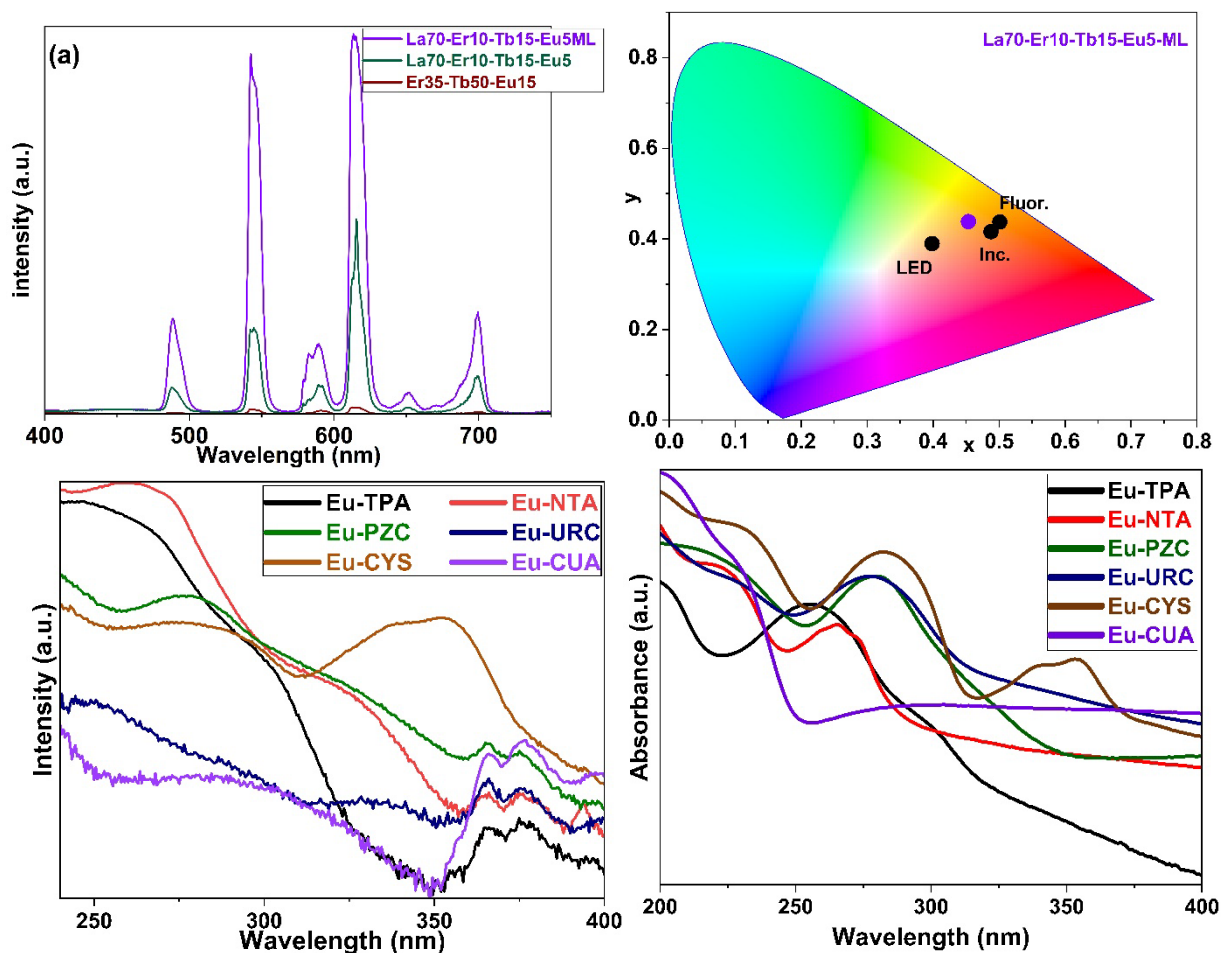 (a)
La70-Er10-Tb15-Eu5ML
La70-Er10-Tb15-Eu5
Er35-Tb50-Eu15
intensity (a.u.)
400 500 600 700
Wavelength (nm)
La70-Er10-Tb15-Eu5-ML
0.8
0.6
y
0.4
0.2
0.0
Fluor.
Inc.
LED
0.0 0.1 0.2 0.3 0.4 0.5 0.6 0.7 0.8
x
Eu-TPA Eu-NTA
Eu-PZC Eu-URC
Eu-CYS Eu-CUA
Intensity (a.u.)
250 300 350 400
Wavelength (nm)
Eu-TPA
Eu-NTA
Eu-PZC
Eu-URC
Eu-CYS
Eu-CUA
Absorbance (a.u.)
200 250 300 350 400
Wavelength (nm)